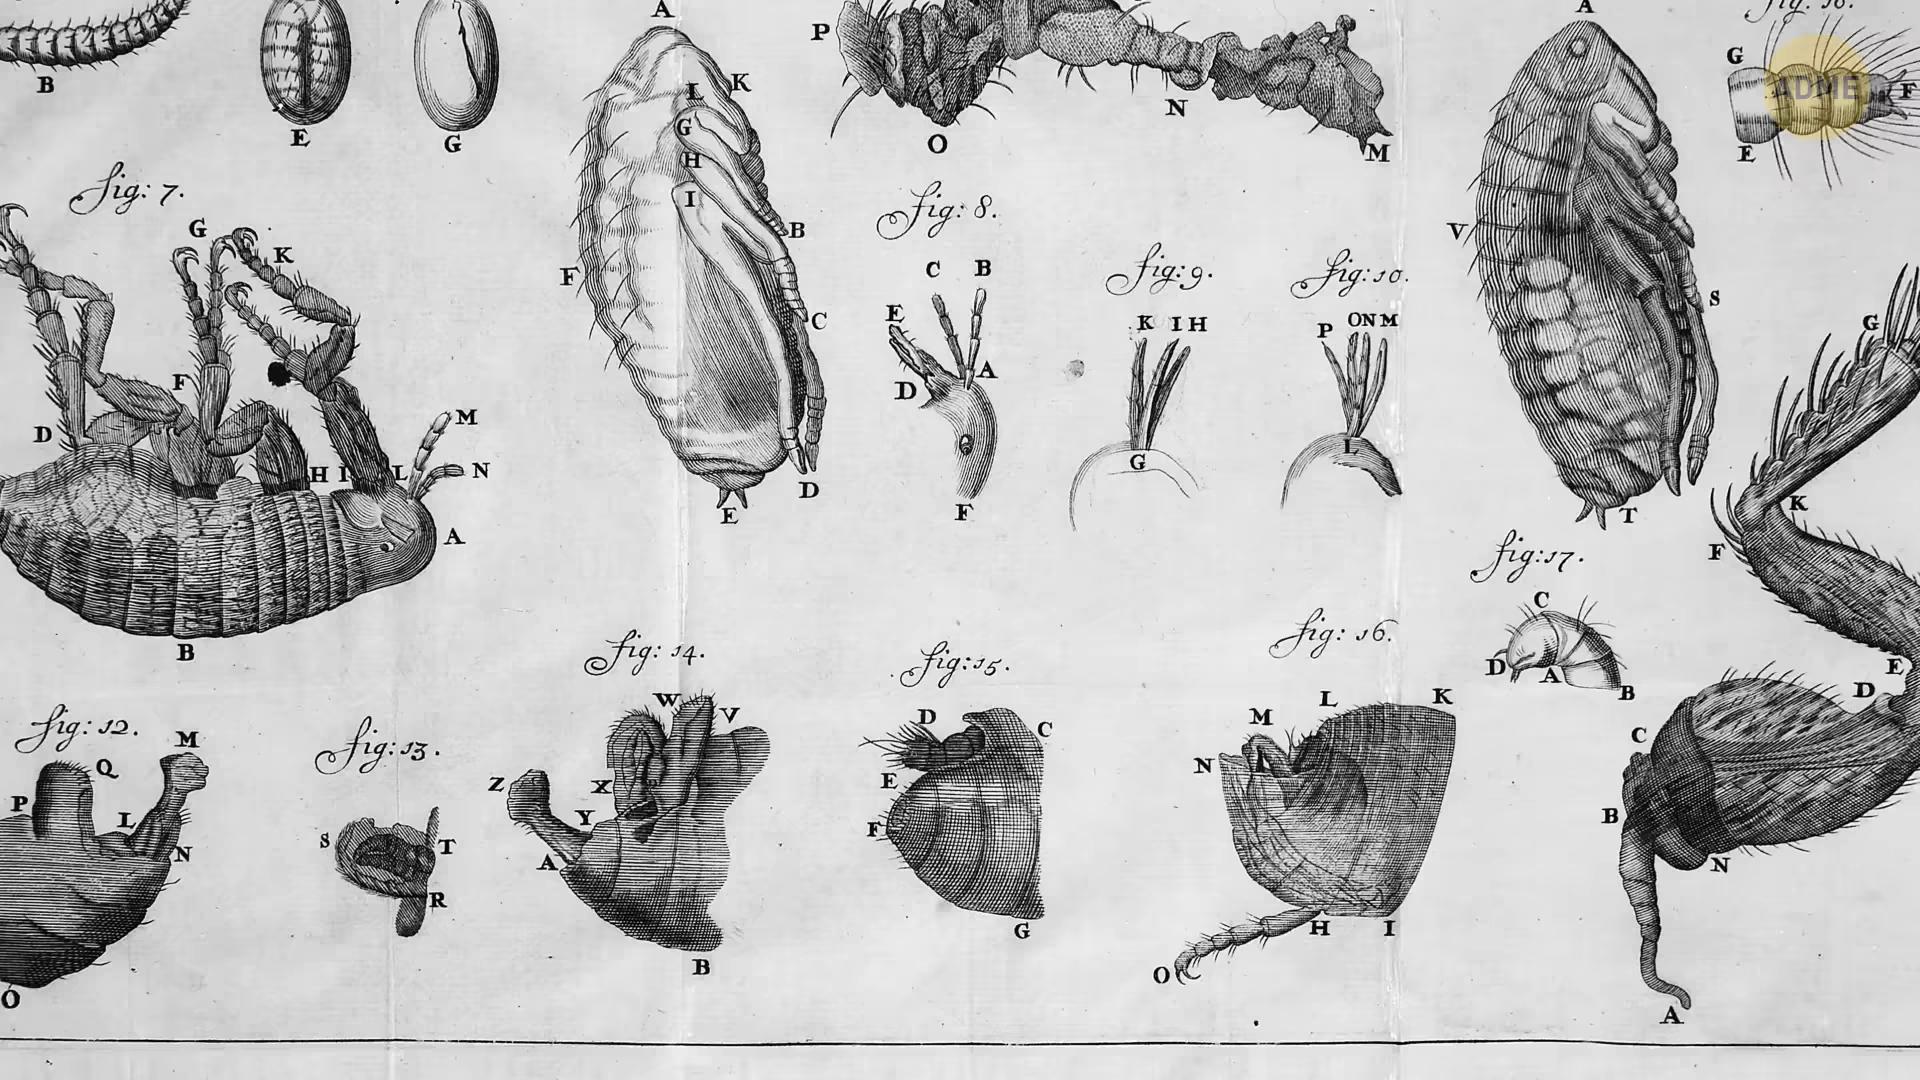 A
A
fig: 18.
P
K
G
ADME
F
B
L
E
G
G
N
E
O
H
M
fig: 7.
I
fig: 8.
G
B
V
K
fig: 9.
fig: 10.
F
C
B
S
E
K
I
H
P
O
N
M
G
C
F
A
D
M
D
L
H
I
L
N
G
D
K
F
E
T
A
F
fig: 17.
C
B
fig: 14.
fig: 15.
fig: 16.
D
A
B
E
D
W
V
D
C
M
L
K
C
fig: 12.
M
fig: 13.
Q
N
Z
X
E
P
L
Y
F
B
S
T
N
A
N
R
G
H
I
B
O
O
A